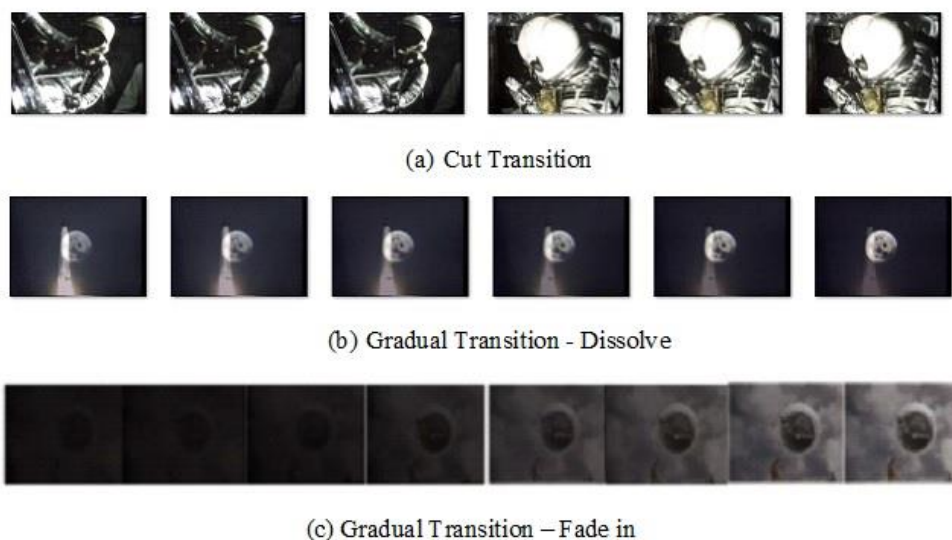 (a) Cut Transition
(b) Gradual Transition - Dissolve
(c) Gradual Transition – Fade in